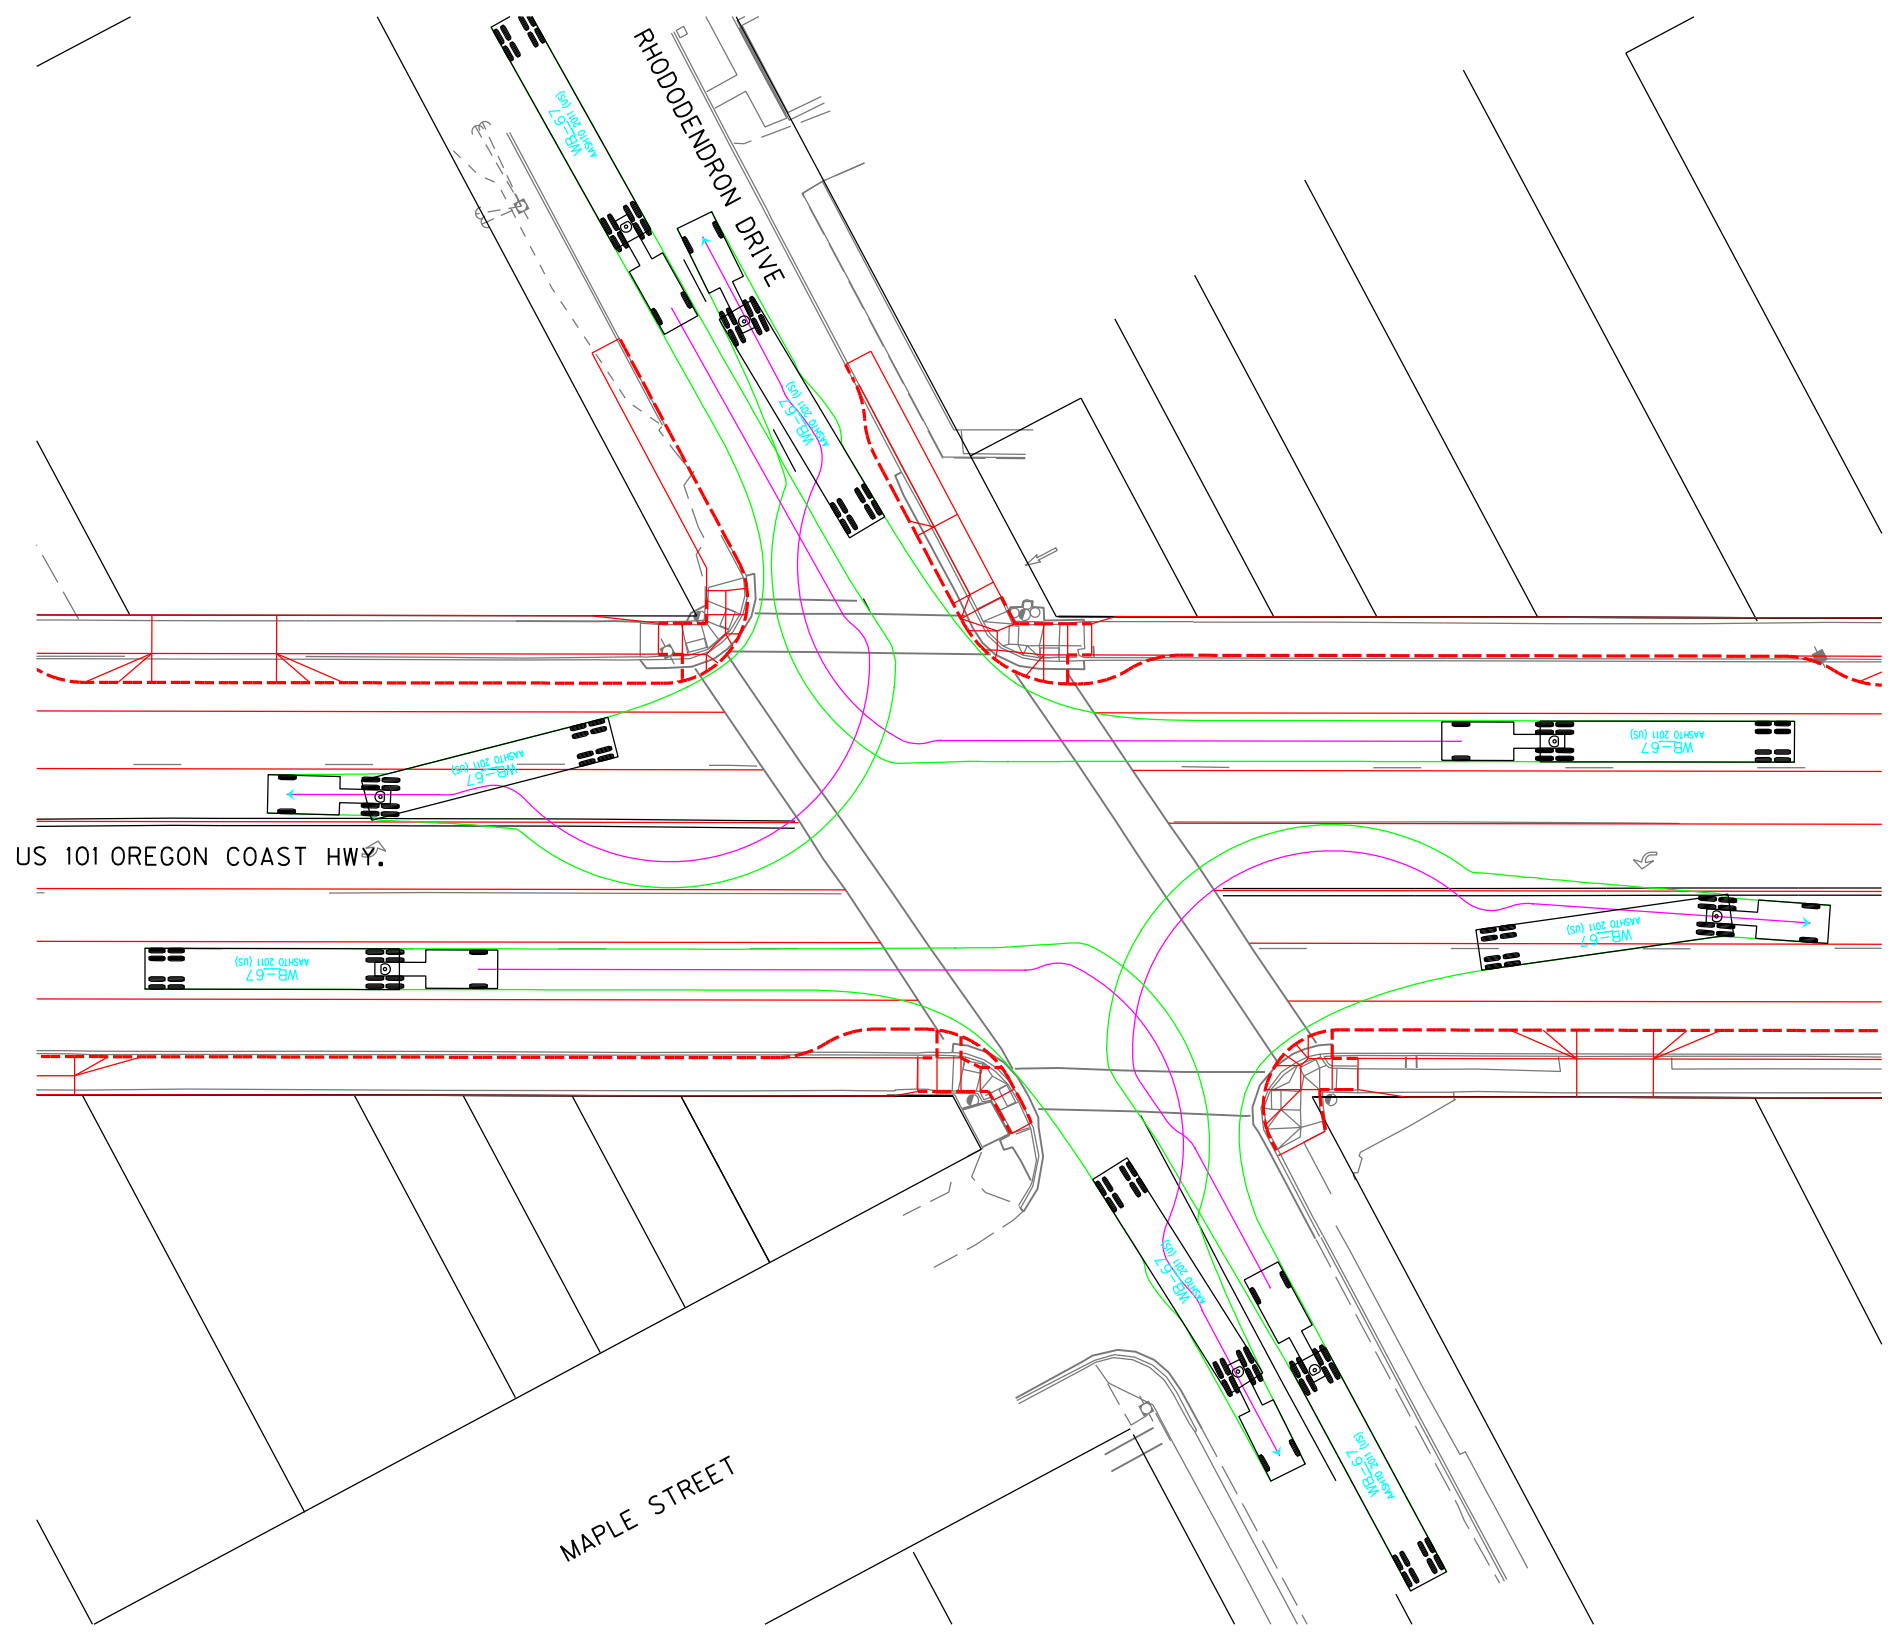 WB-67
AASHTO 2011 (US)
RHODODENDRON DRIVE
WB-67
AASHTO 2011 (US)
WB-67
AASHTO 2011 (US)
WB-67
AASHTO 2011 (US)
US 101 OREGON COAST HWY.
WB-67
AASHTO 2011 (US)
WB-67
AASHTO 2011 (US)
WB-67
AASHTO 2011 (US)
WB-67
AASHTO 2011 (US)
MAPLE STREET